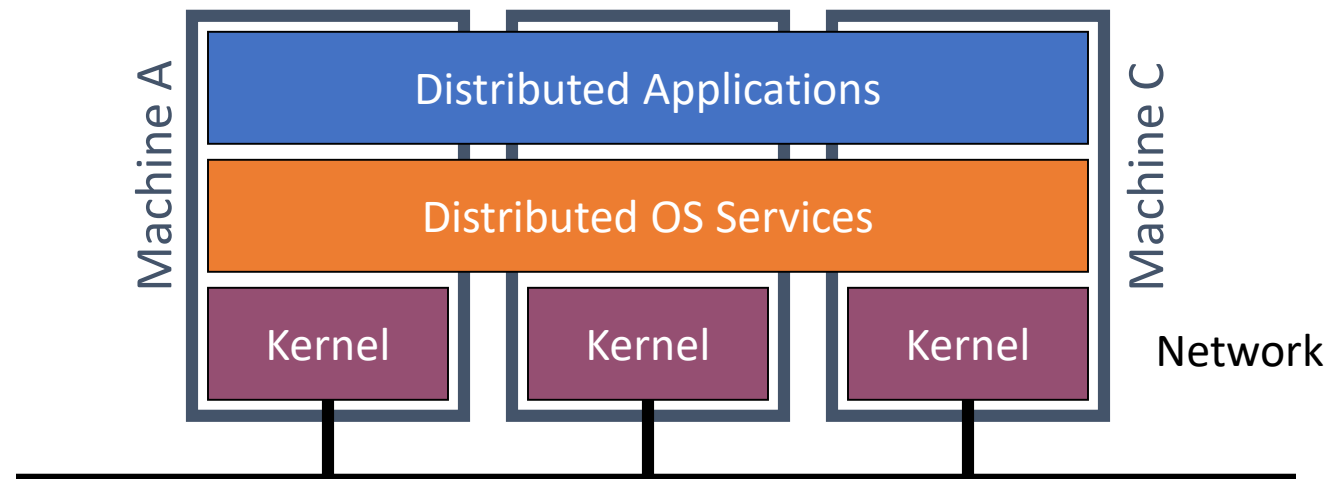 Machine A
Distributed Applications
Machine C
Distributed OS Services
Kernel
Kernel
Kernel
Network